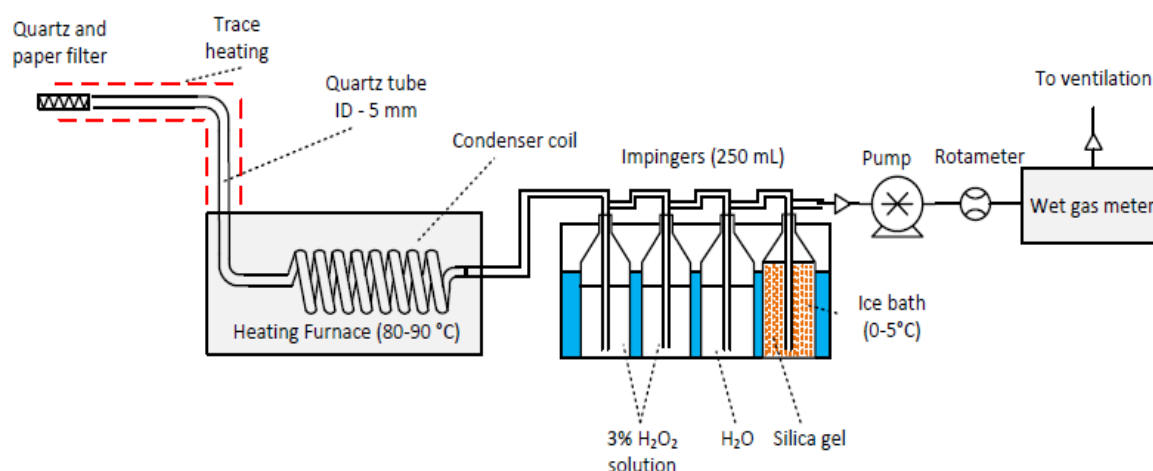 Quartz and
paper filter
Trace
heating
Quartz tube
ID - 5 mm
Condenser coil
Impingers (250 mL)
Pump
Rotameter
To ventilation
Wet gas meter
Heating Furnace (80-90 °C)
Ice bath
(0-5°C)
3% H₂O₂
solution
H₂O
Silica gel